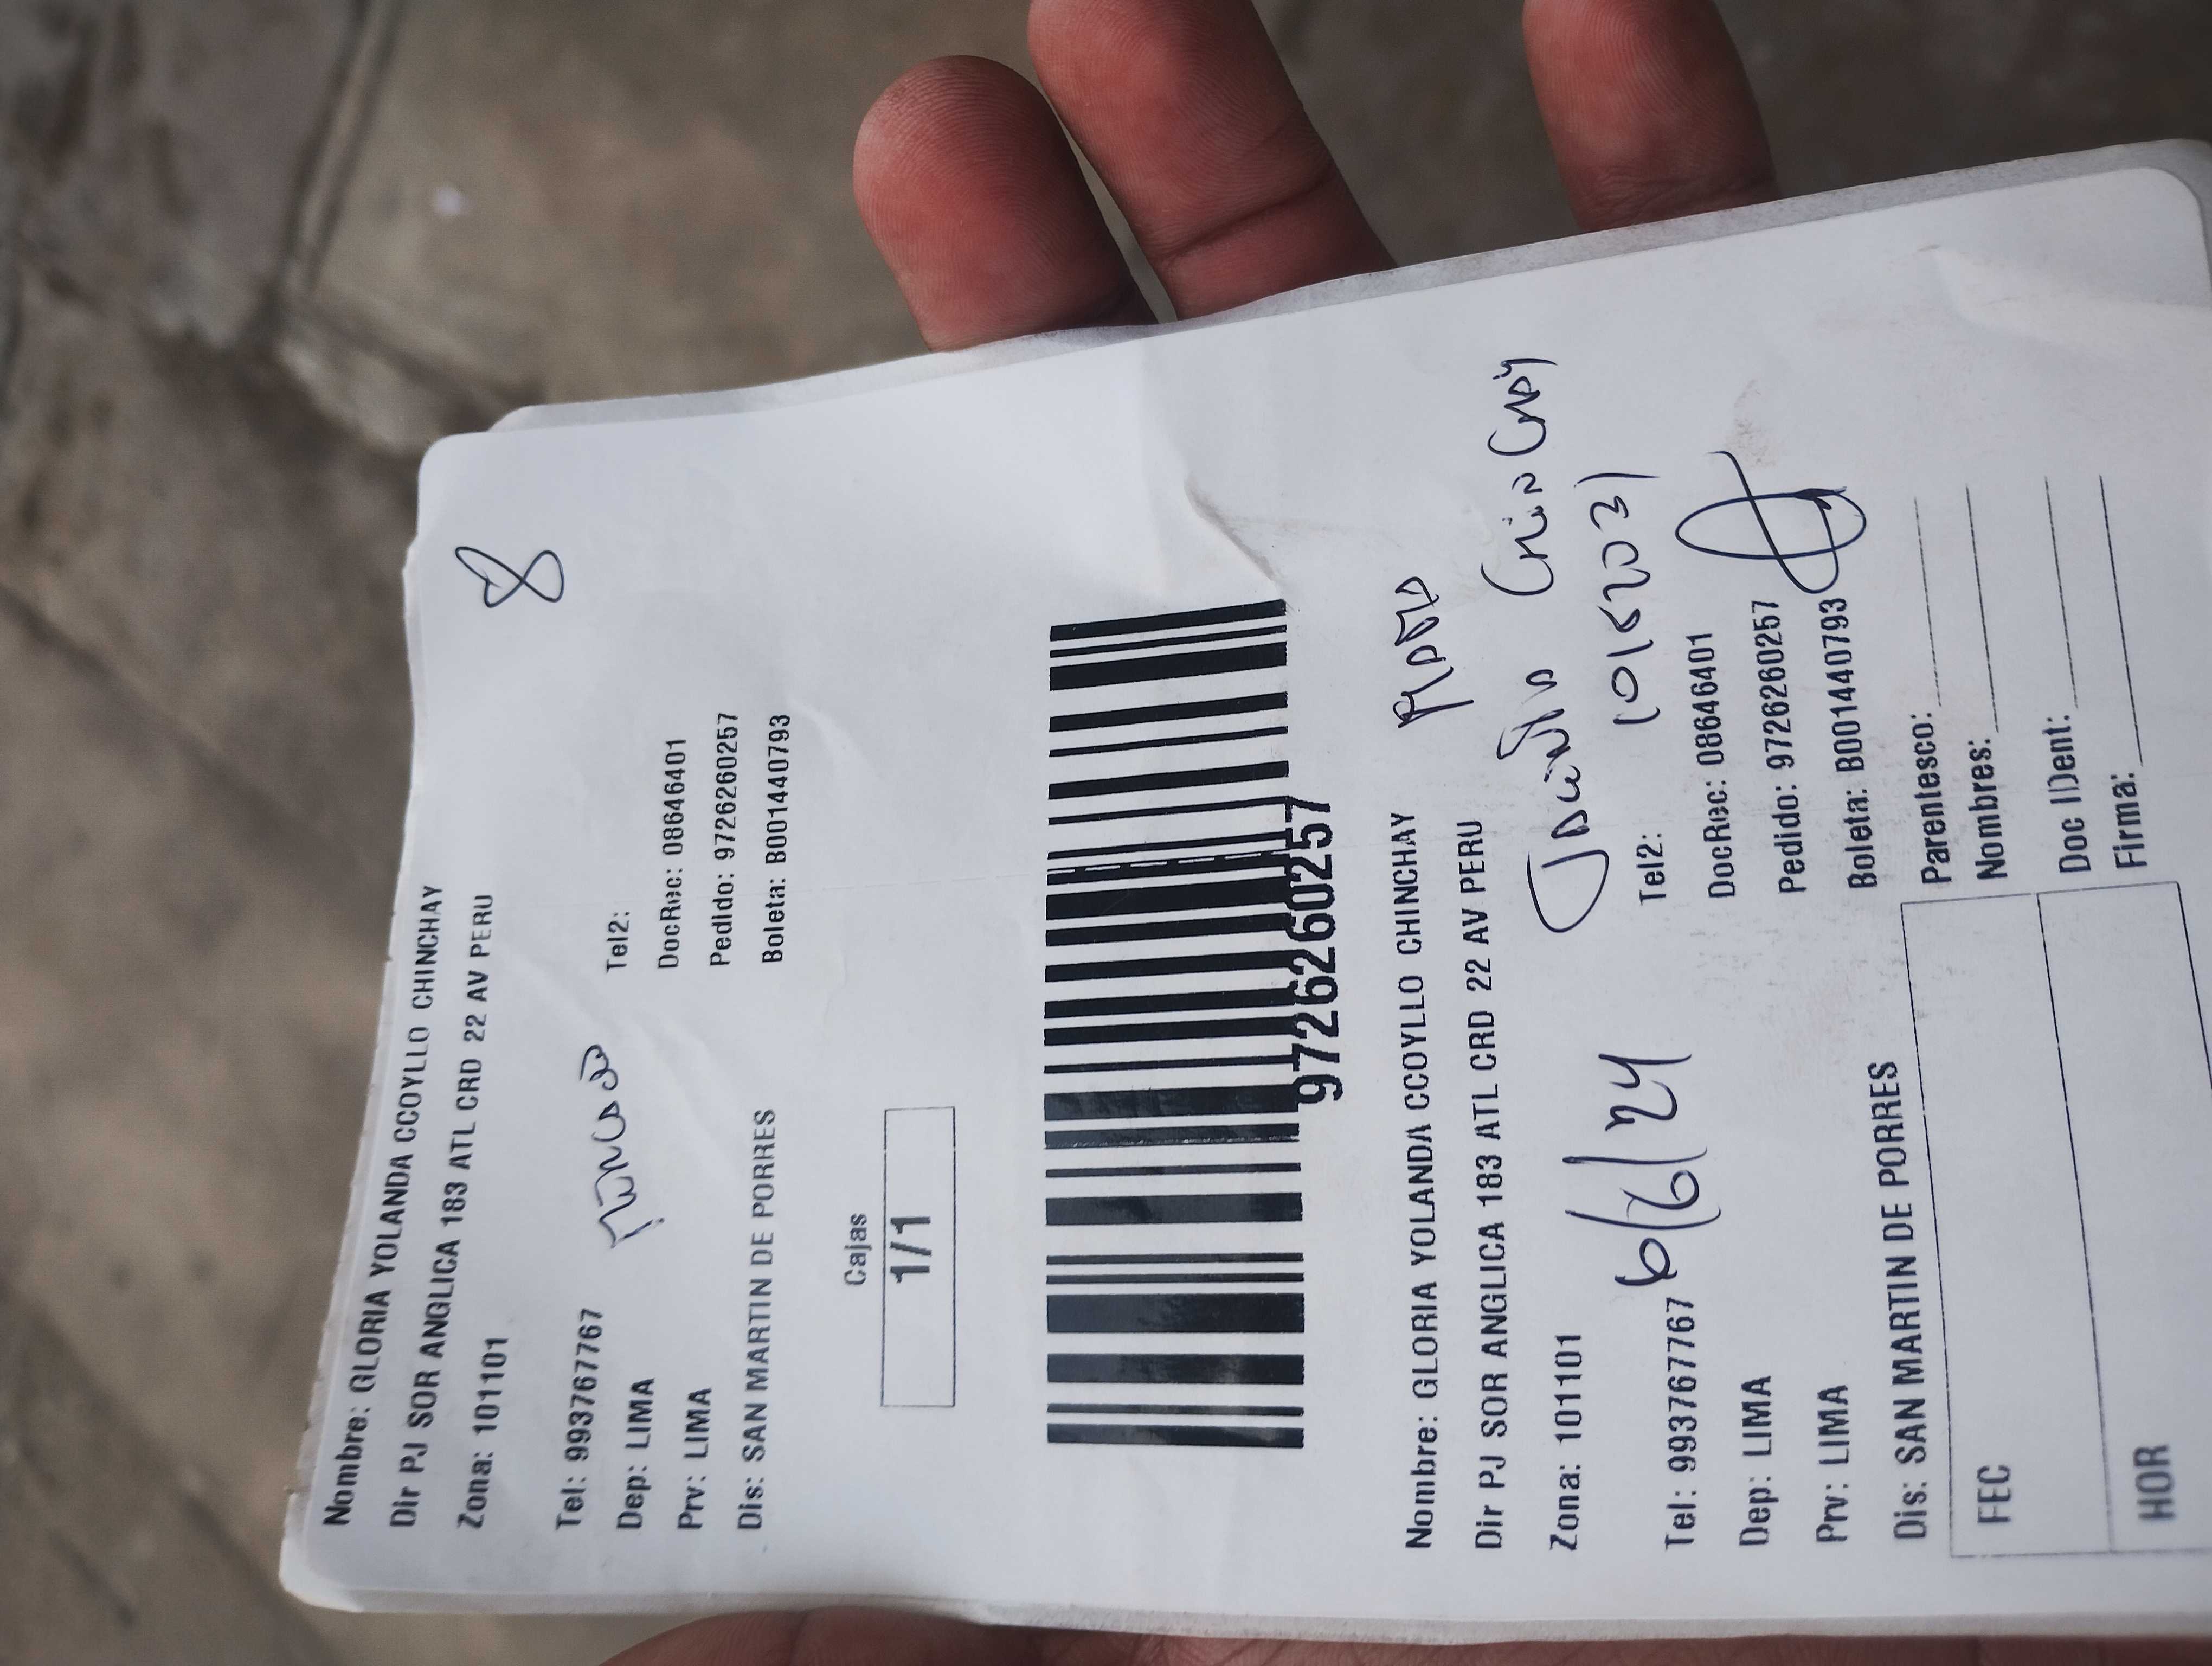 Nombre: GLORIA YOLANDA CCOYLLO CHINCHAY
Dir PJ SOR ANGLICA 183 ATL CRD 22 AV PERU
Zona: 101101
8
Tel: 993767767
Tel2:
Dep: LIMA
DocRec: 08646401
Prv: LIMA
Pedido: 9726260257
Dis: SAN MARTIN DE PORRES
Boleta: B001440793
Cajas
1/1
9726260257
Nombre: GLORIA YOLANDA CCOYLLO CHINCHAY
Dir PJ SOR ANGLICA 183 ATL CRD 22 AV PERU
Chinchay
Zona: 101101
6/6/24
Tel: 993767767
Tel2:
Dep: LIMA
DocRec: 08646401
Prv: LIMA
Pedido: 9726260257
Dis: SAN MARTIN DE PORRES
Boleta: B001440793
FEC
Parentesco:
Nombres:
HOR
Doc IDent:
Firma: